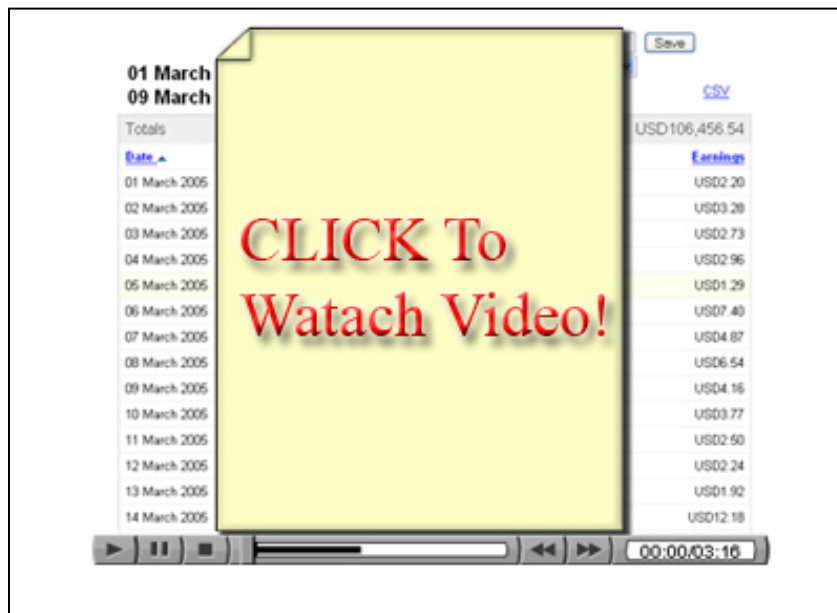 Save
01 March
09 March
CSV
Totals USD106,456.54
Date Earnings
01 March 2005 USD2.20
02 March 2005 USD3.28
03 March 2005 USD2.73
04 March 2005 USD2.96
05 March 2005 USD1.29
06 March 2005 USD7.40
07 March 2005 USD4.87
08 March 2005 USD6.54
09 March 2005 USD4.16
10 March 2005 USD3.77
11 March 2005 USD2.50
12 March 2005 USD2.24
13 March 2005 USD1.92
14 March 2005 USD12.18
CLICK To
Watach Video!
00:00/03:16